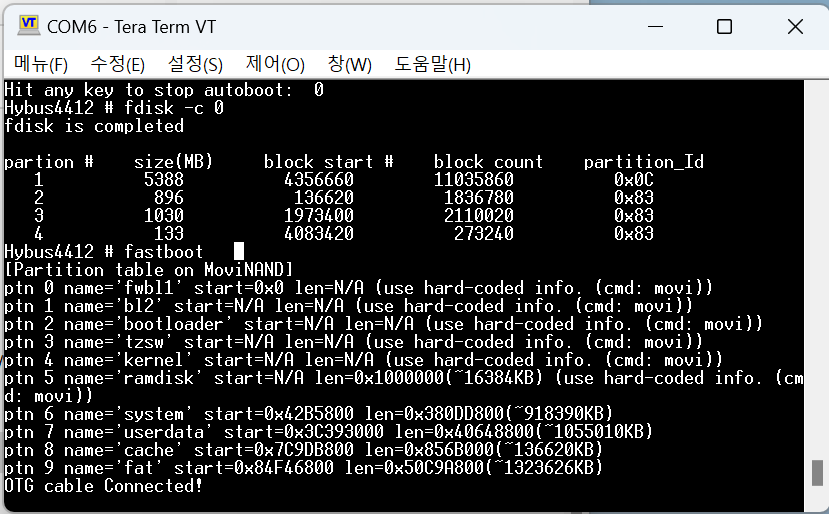 VT
COM6 - Tera Term VT
메뉴(F) 수정(E) 설정(S) 제어(O) 창(W) 도움말(H)
Hit any key to stop autoboot:  0
Hybus4412 # fdisk -c 0
fdisk is completed
partion #    size(MB)     block start #    block count    partition_Id
1          5388          4356660        11035860          0x0C
2           896           136620         1836780          0x83
3          1030          1973400         2110020          0x83
4           133          4083420          273240          0x83
Hybus4412 # fastboot
[Partition table on MoviNAND]
ptn 0 name='fwbl1' start=0x0 len=N/A (use hard-coded info. (cmd: movi))
ptn 1 name='bl2' start=N/A len=N/A (use hard-coded info. (cmd: movi))
ptn 2 name='bootloader' start=N/A len=N/A (use hard-coded info. (cmd: movi))
ptn 3 name='tzsw' start=N/A len=N/A (use hard-coded info. (cmd: movi))
ptn 4 name='kernel' start=N/A len=N/A (use hard-coded info. (cmd: movi))
ptn 5 name='ramdisk' start=N/A len=0x1000000(~16384KB) (use hard-coded info. (cm
d: movi))
ptn 6 name='system' start=0x42B5800 len=0x380DD800(~918390KB)
ptn 7 name='userdata' start=0x3C393000 len=0x40648800(~1055010KB)
ptn 8 name='cache' start=0x7C9DB800 len=0x856B000(~136620KB)
ptn 9 name='fat' start=0x84F46800 len=0x50C9A800(~1323626KB)
OTG cable Connected!